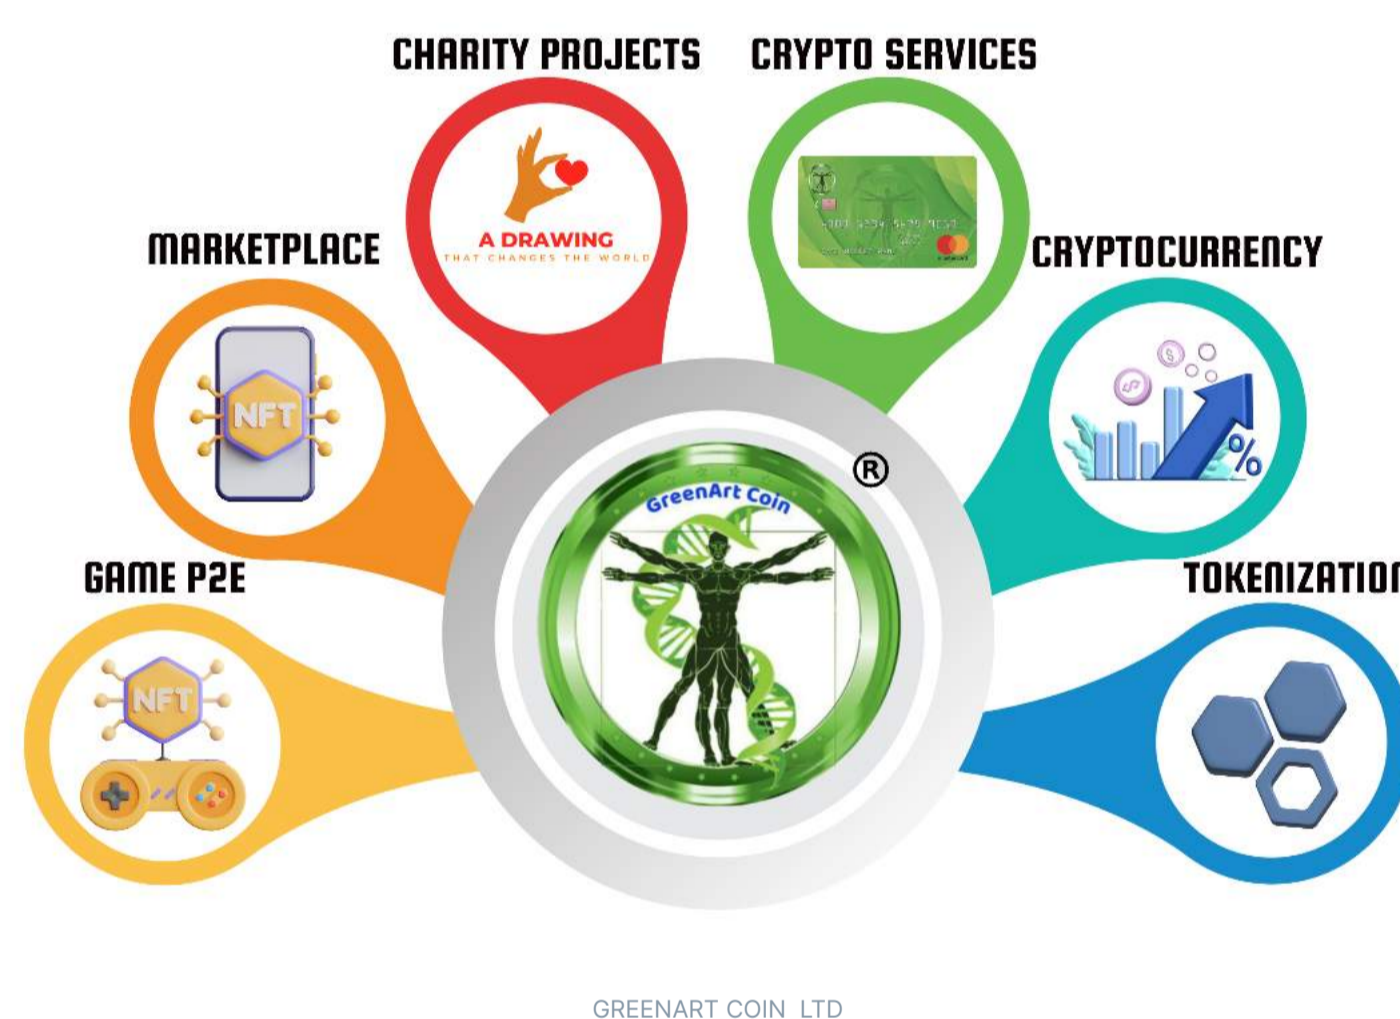 CHARITY PROJECTS
CRYPTO SERVICES
A DRAWING
THAT CHANGES THE WORLD
MARKETPLACE
CRYPTOCURRENCY
NFT
%
GreenArt Coin
®
GAME P2E
TOKENIZATION
NFT
GREENART COIN LTD